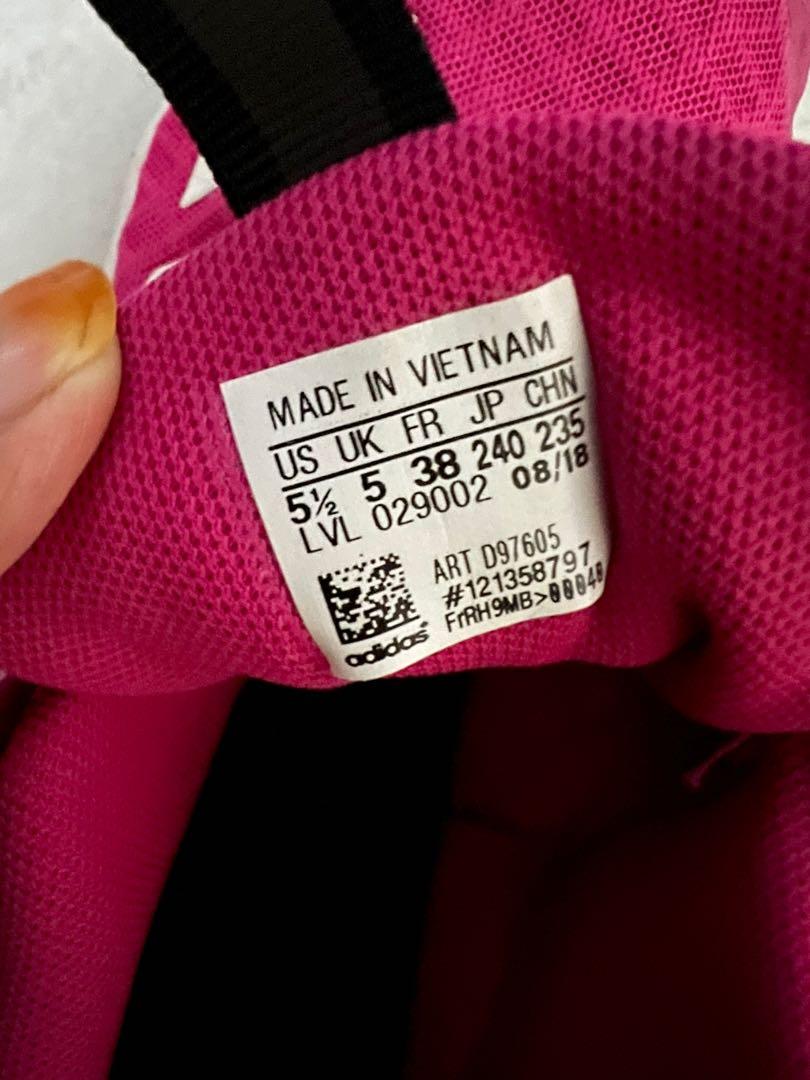 MADE IN VIETNAM
US UK FR JP CHN
5½ 5 38 240 235
LVL 029002 08/18
ART D97605
#121358797
FrRH9MB>00040
adidas